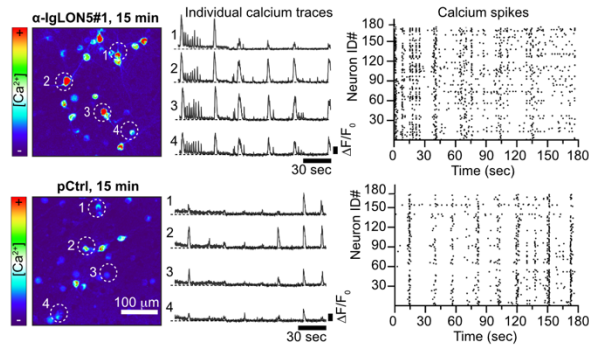 α-IgLON5#1, 15 min
Individual calcium traces
Calcium spikes
+
[Ca²⁺]
-
1
2
3
4
1
2
3
4
30 sec
ΔF/F₀
Neuron ID#
180
150
120
90
60
30
0 30 60 90 120 150 180
Time (sec)
pCtrl, 15 min
+
[Ca²⁺]
-
1
2
3
4
100 µm
1
2
3
4
30 sec
ΔF/F₀
Neuron ID#
180
150
120
90
60
30
0 30 60 90 120 150 180
Time (sec)